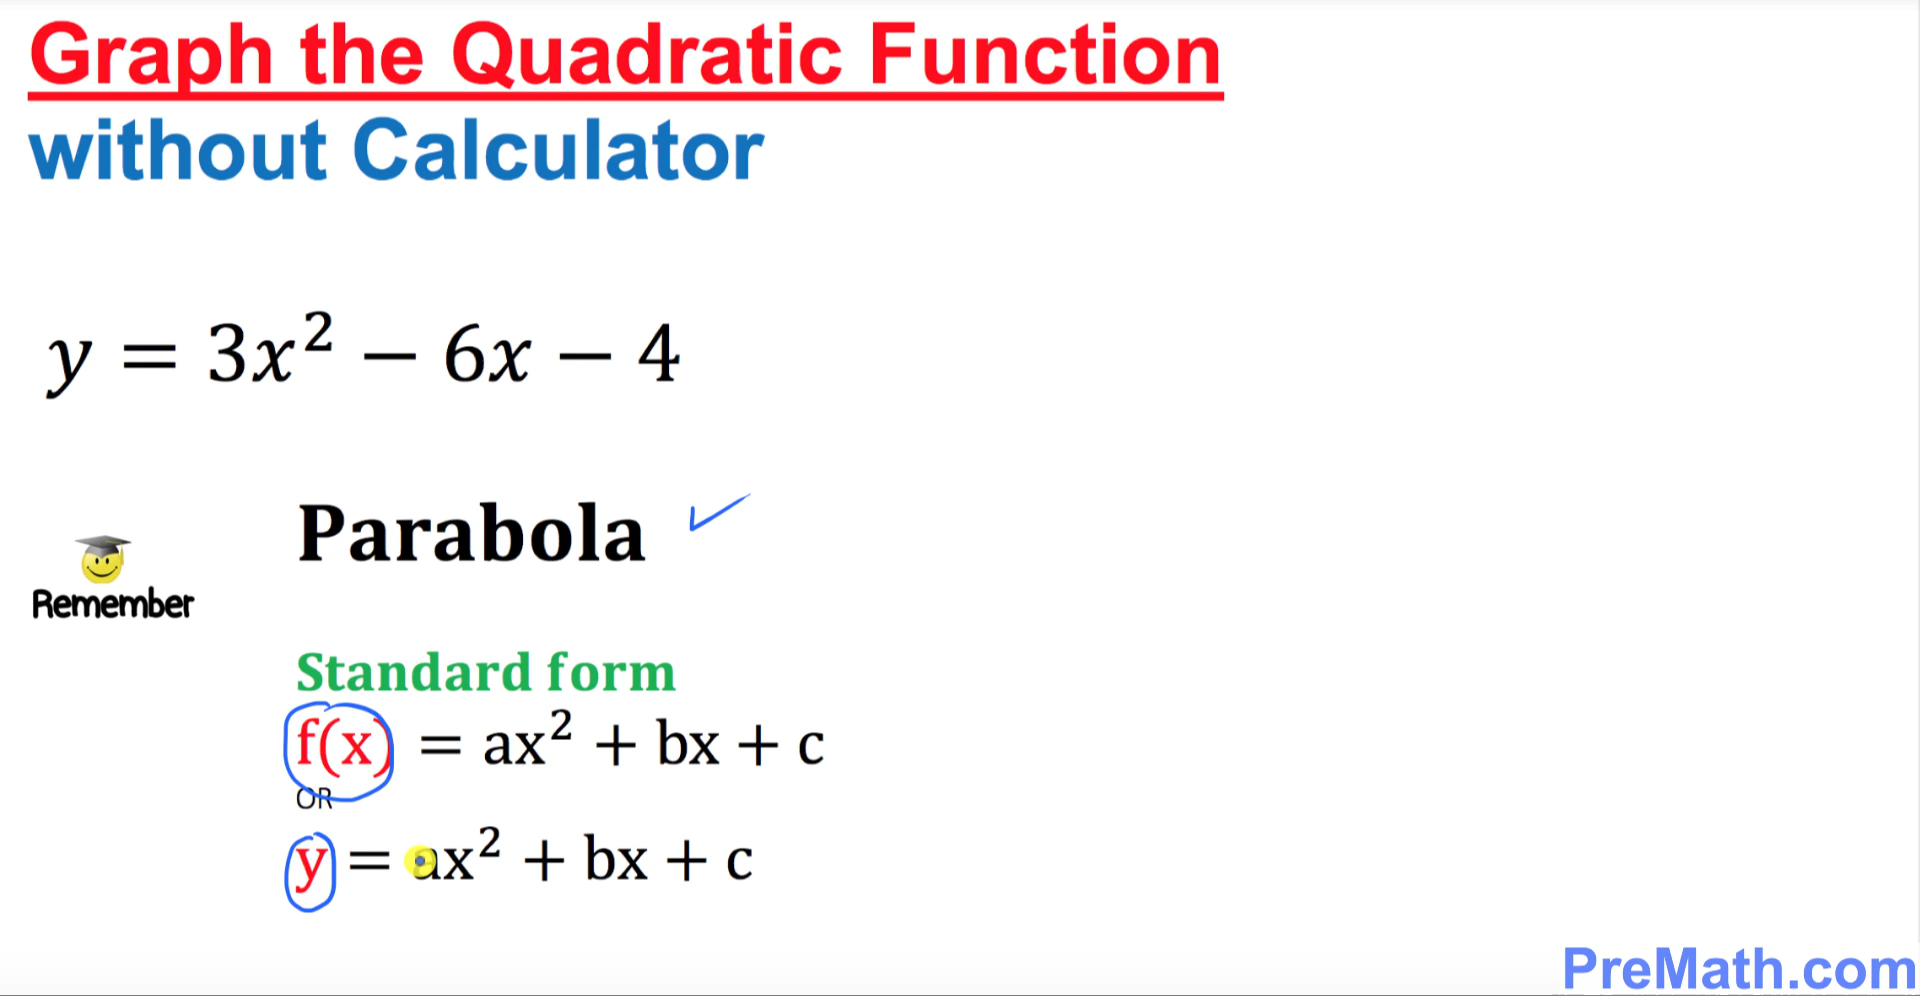 Graph the Quadratic Function
without Calculator
y = 3x² − 6x − 4
Parabola
Remember
Standard form
f(x) = ax² + bx + c
OR
y = ax² + bx + c
PreMath.com